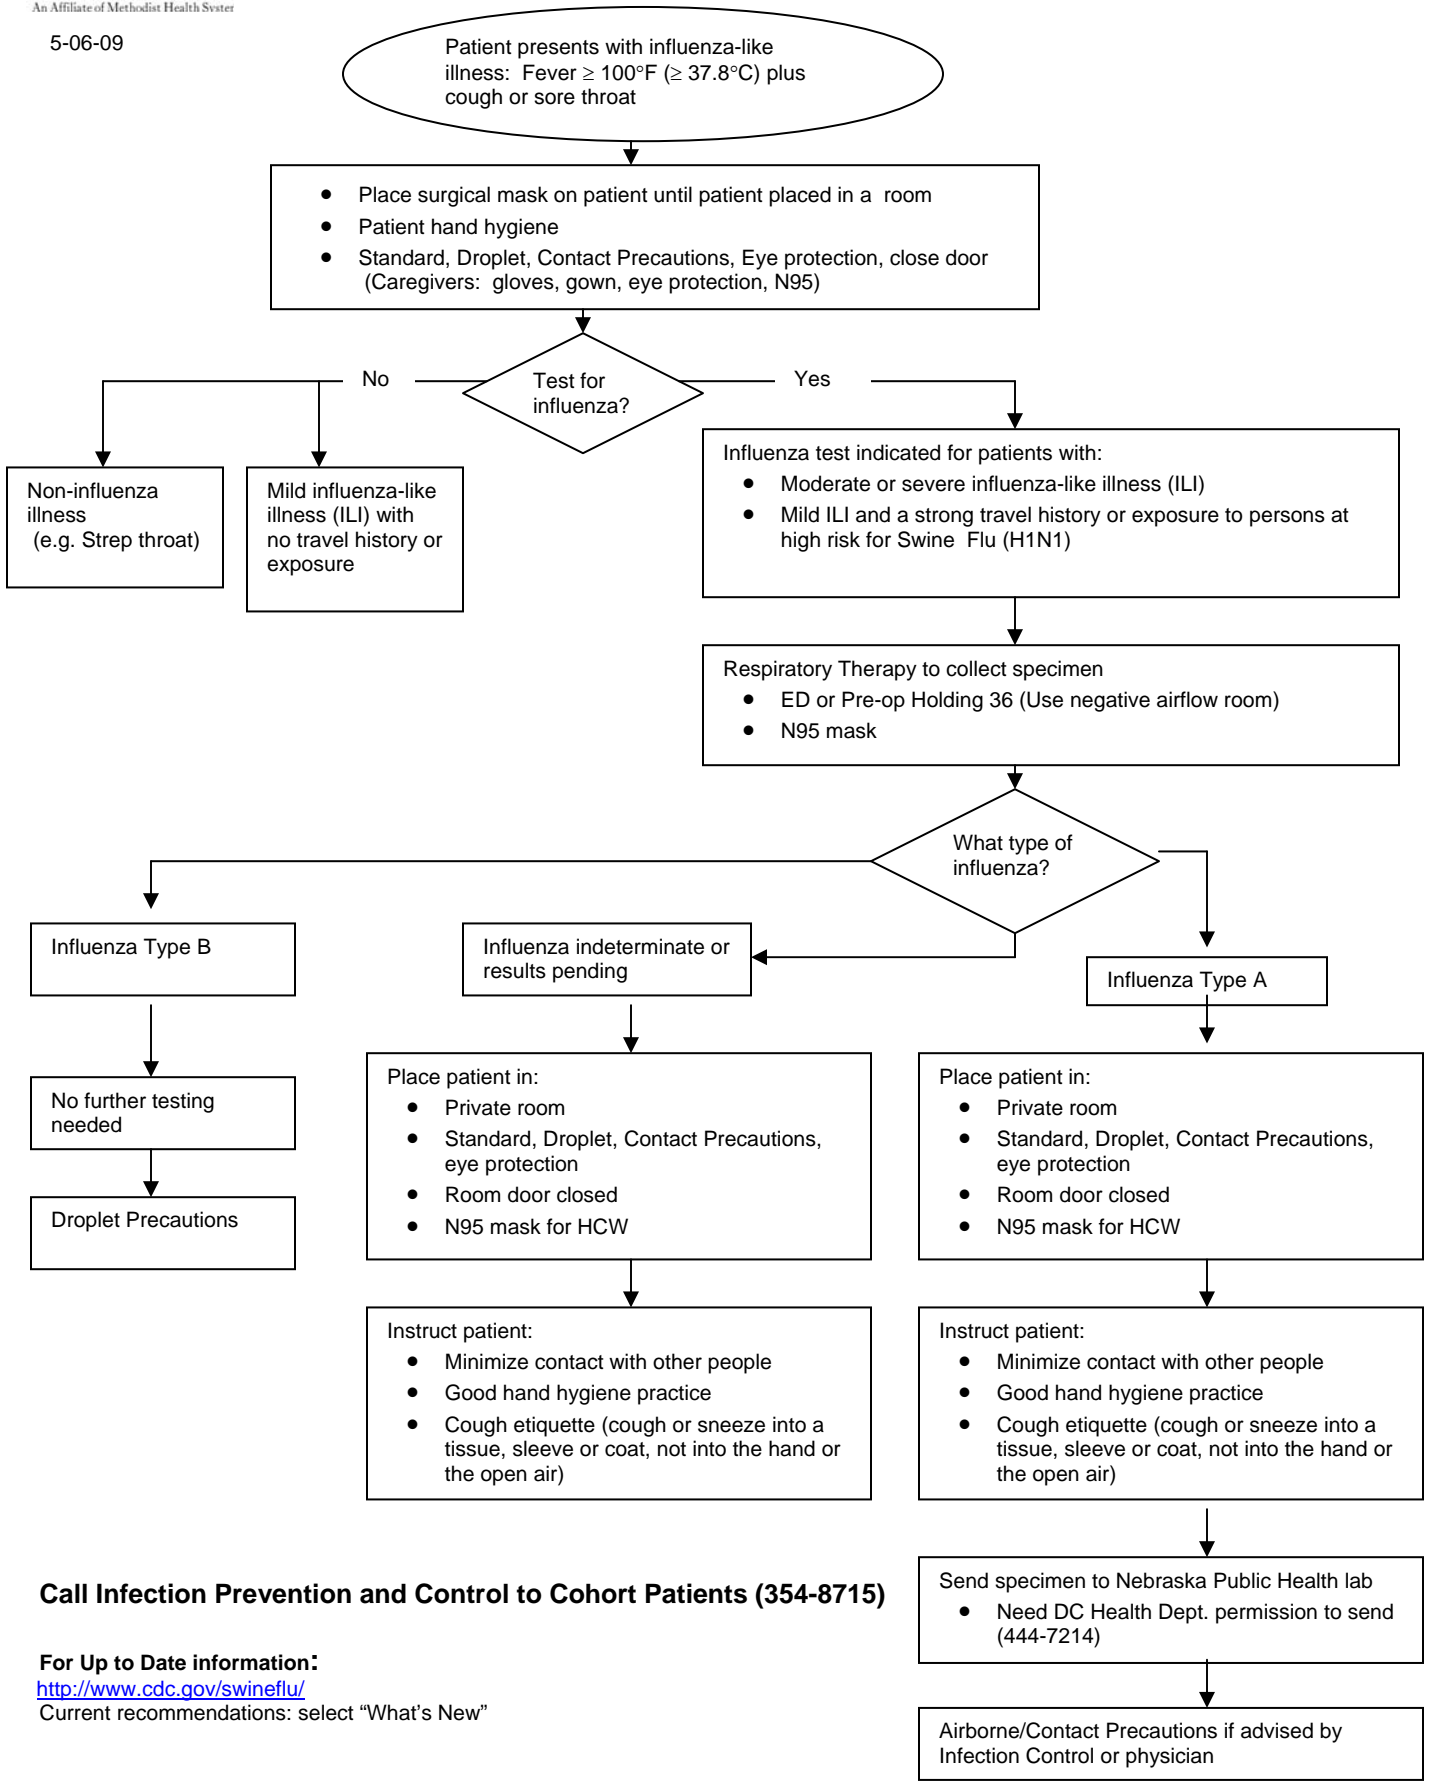 An Affiliate of Methodist Health System
5-06-09
Patient presents with influenza-like
illness: Fever ≥ 100°F (≥ 37.8°C) plus
cough or sore throat
• Place surgical mask on patient until patient placed in a room
• Patient hand hygiene
• Standard, Droplet, Contact Precautions, Eye protection, close door
(Caregivers: gloves, gown, eye protection, N95)
Test for
influenza?
No
Yes
Non-influenza
illness
(e.g. Strep throat)
Mild influenza-like
illness (ILI) with
no travel history or
exposure
Influenza test indicated for patients with:
• Moderate or severe influenza-like illness (ILI)
• Mild ILI and a strong travel history or exposure to persons at
high risk for Swine Flu (H1N1)
Respiratory Therapy to collect specimen
• ED or Pre-op Holding 36 (Use negative airflow room)
• N95 mask
What type of
influenza?
Influenza Type B
No further testing
needed
Droplet Precautions
Influenza indeterminate or
results pending
Place patient in:
• Private room
• Standard, Droplet, Contact Precautions,
eye protection
• Room door closed
• N95 mask for HCW
Instruct patient:
• Minimize contact with other people
• Good hand hygiene practice
• Cough etiquette (cough or sneeze into a
tissue, sleeve or coat, not into the hand or
the open air)
Influenza Type A
Place patient in:
• Private room
• Standard, Droplet, Contact Precautions,
eye protection
• Room door closed
• N95 mask for HCW
Instruct patient:
• Minimize contact with other people
• Good hand hygiene practice
• Cough etiquette (cough or sneeze into a
tissue, sleeve or coat, not into the hand or
the open air)
Send specimen to Nebraska Public Health lab
• Need DC Health Dept. permission to send
(444-7214)
Airborne/Contact Precautions if advised by
Infection Control or physician
Call Infection Prevention and Control to Cohort Patients (354-8715)
For Up to Date information:
http://www.cdc.gov/swineflu/
Current recommendations: select “What’s New”